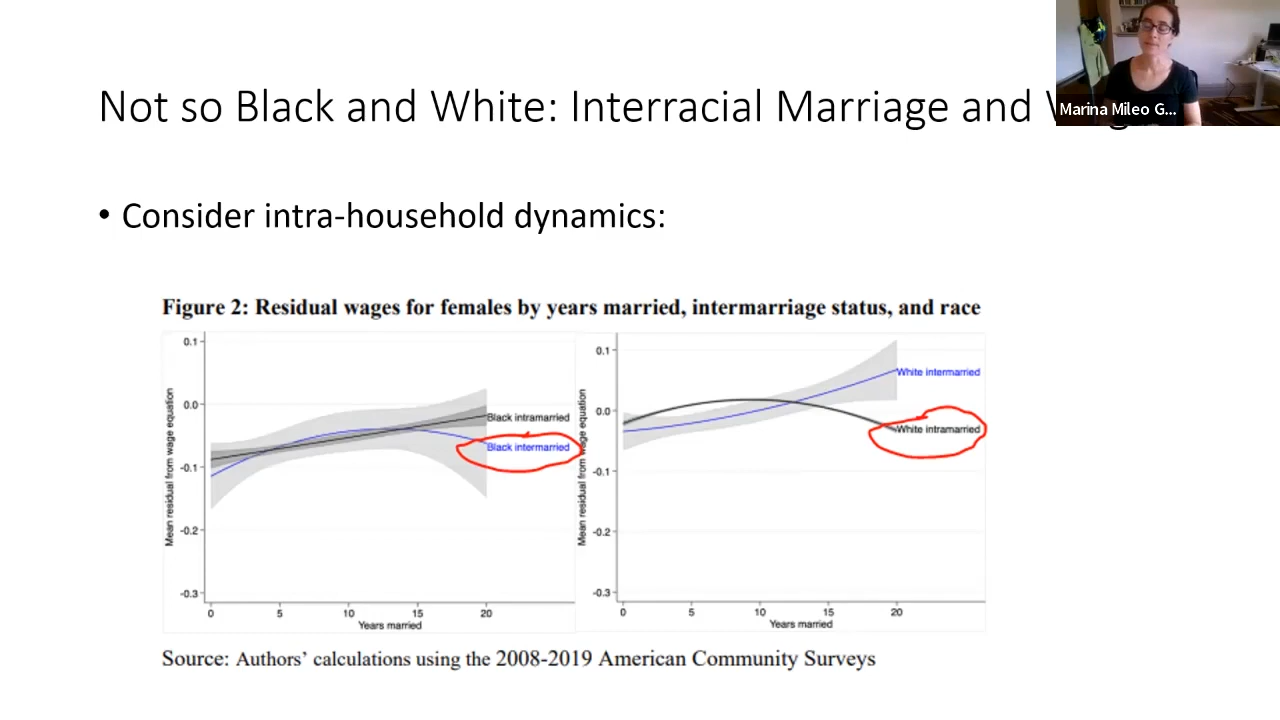 Not so Black and White: Interracial Marriage and
Marina Mileo G...
• Consider intra-household dynamics:
Figure 2: Residual wages for females by years married, intermarriage status, and race
Mean residual from wage equation
0.1
0.0
-0.1
-0.2
-0.3
Black intramarried
Black intermarried
0 5 10 15 20
Years married
Mean residual from wage equation
0.1
0.0
-0.1
-0.2
-0.3
White intermarried
White intramarried
0 5 10 15 20
Years married
Source: Authors’ calculations using the 2008-2019 American Community Surveys